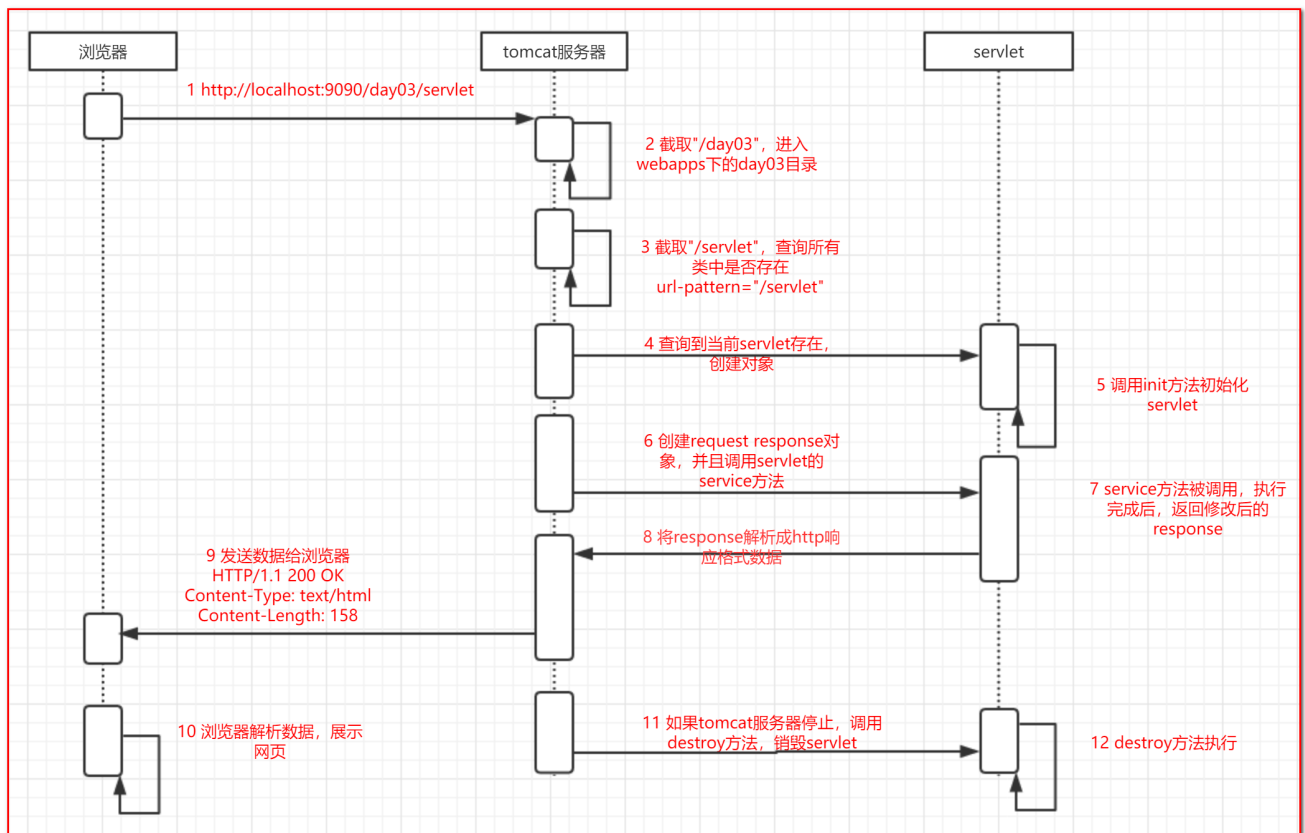 浏览器
tomcat服务器
servlet
1 http://localhost:9090/day03/servlet
2 截取"/day03"，进入
webapps下的day03目录
3 截取"/servlet"，查询所有
类中是否存在
url-pattern="/servlet"
4 查询到当前servlet存在，
创建对象
5 调用init方法初始化
servlet
6 创建request response对
象，并且调用servlet的
service方法
7 service方法被调用，执行
完成后，返回修改后的
response
8 将response解析成http响
应格式数据
9 发送数据给浏览器
HTTP/1.1 200 OK
Content-Type: text/html
Content-Length: 158
10 浏览器解析数据，展示
网页
11 如果tomcat服务器停止，调用
destroy方法，销毁servlet
12 destroy方法执行